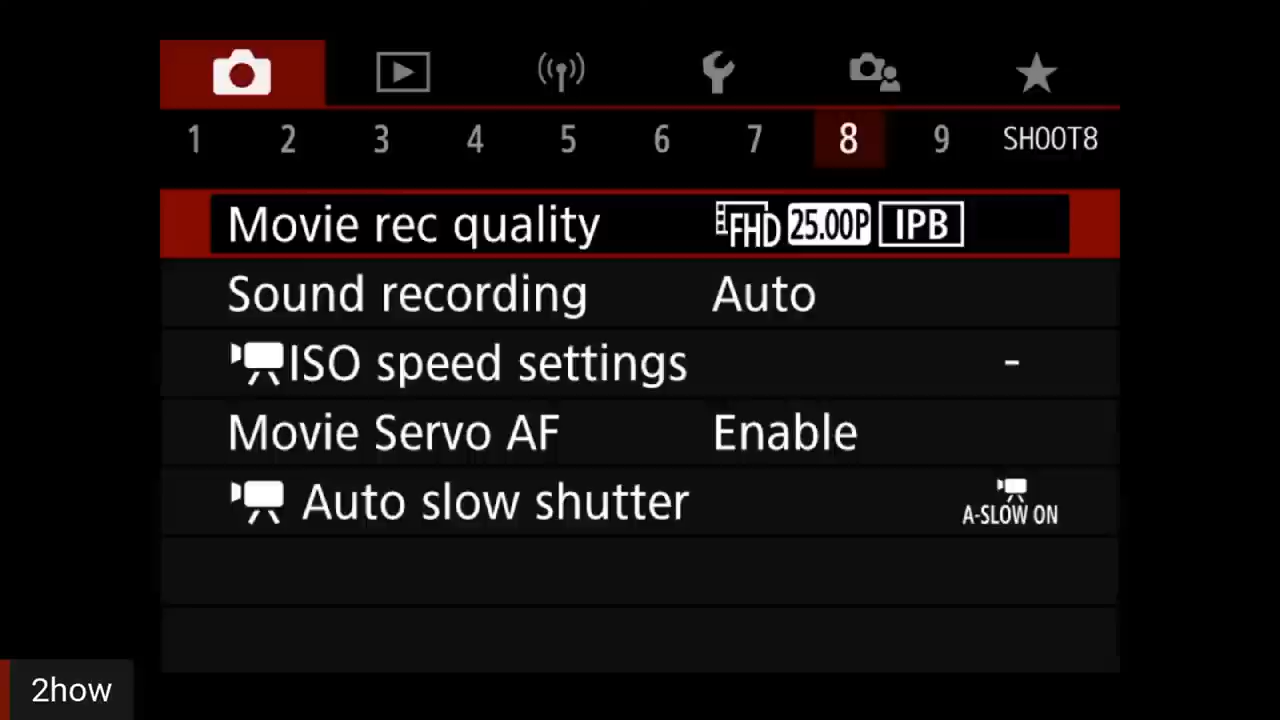 1 2 3 4 5 6 7 8 9 SHOOT8
Movie rec quality FHD 25.00P IPB
Sound recording Auto
ISO speed settings -
Movie Servo AF Enable
Auto slow shutter A-SLOW ON
2how